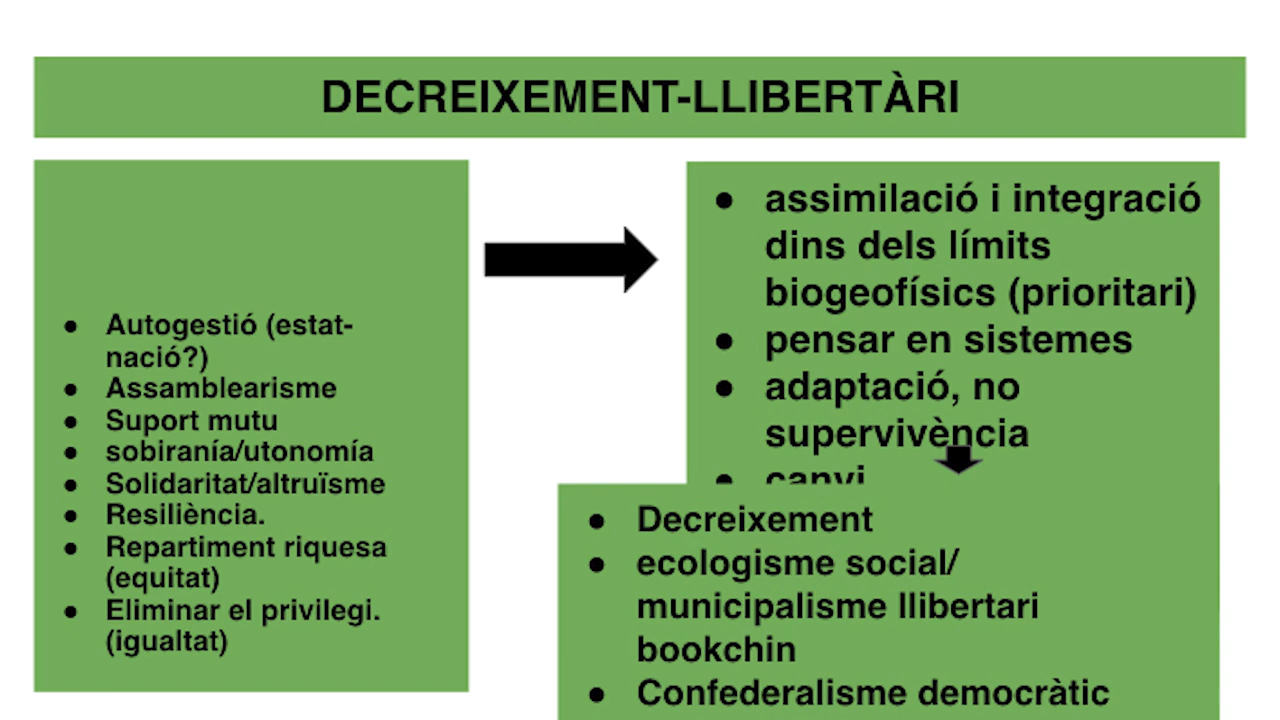 DECREIXEMENT-LLIBERTÀRI
● Autogestió (estat-
nació?)
● Assamblearisme
● Suport mutu
● sobiranía/utonomía
● Solidaritat/altruïsme
● Resiliència.
● Repartiment riquesa
(equitat)
● Eliminar el privilegi.
(igualtat)
● assimilació i integració
dins dels límits
biogeofísics (prioritari)
● pensar en sistemes
● adaptació, no
supervivència
● canvi
● Decreixement
● ecologisme social/
municipalisme llibertari
bookchin
● Confederalisme democràtic